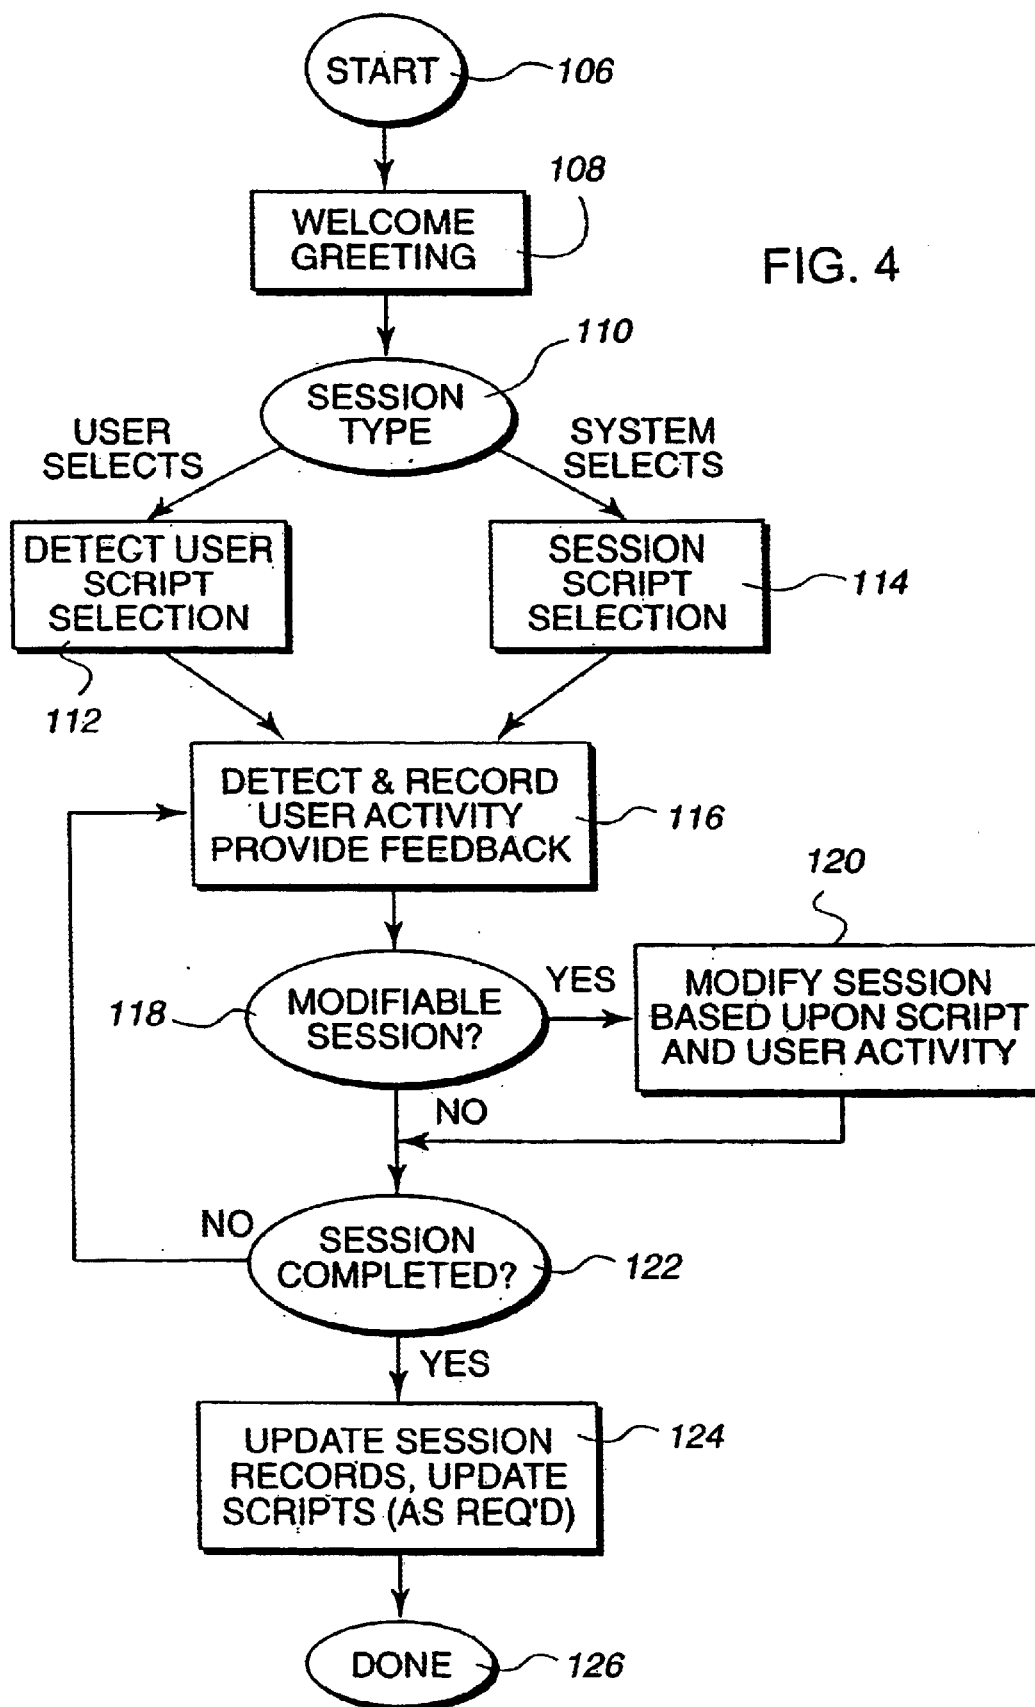 START
106
108
WELCOME
GREETING
FIG. 4
110
SESSION
TYPE
USER
SELECTS
SYSTEM
SELECTS
DETECT USER
SCRIPT
SELECTION
SESSION
SCRIPT
SELECTION
114
112
DETECT & RECORD
USER ACTIVITY
PROVIDE FEEDBACK
116
120
MODIFIABLE
SESSION?
118
YES
MODIFY SESSION
BASED UPON SCRIPT
AND USER ACTIVITY
NO
NO
SESSION
COMPLETED?
122
YES
UPDATE SESSION
RECORDS, UPDATE
SCRIPTS (AS REQ'D)
124
DONE
126